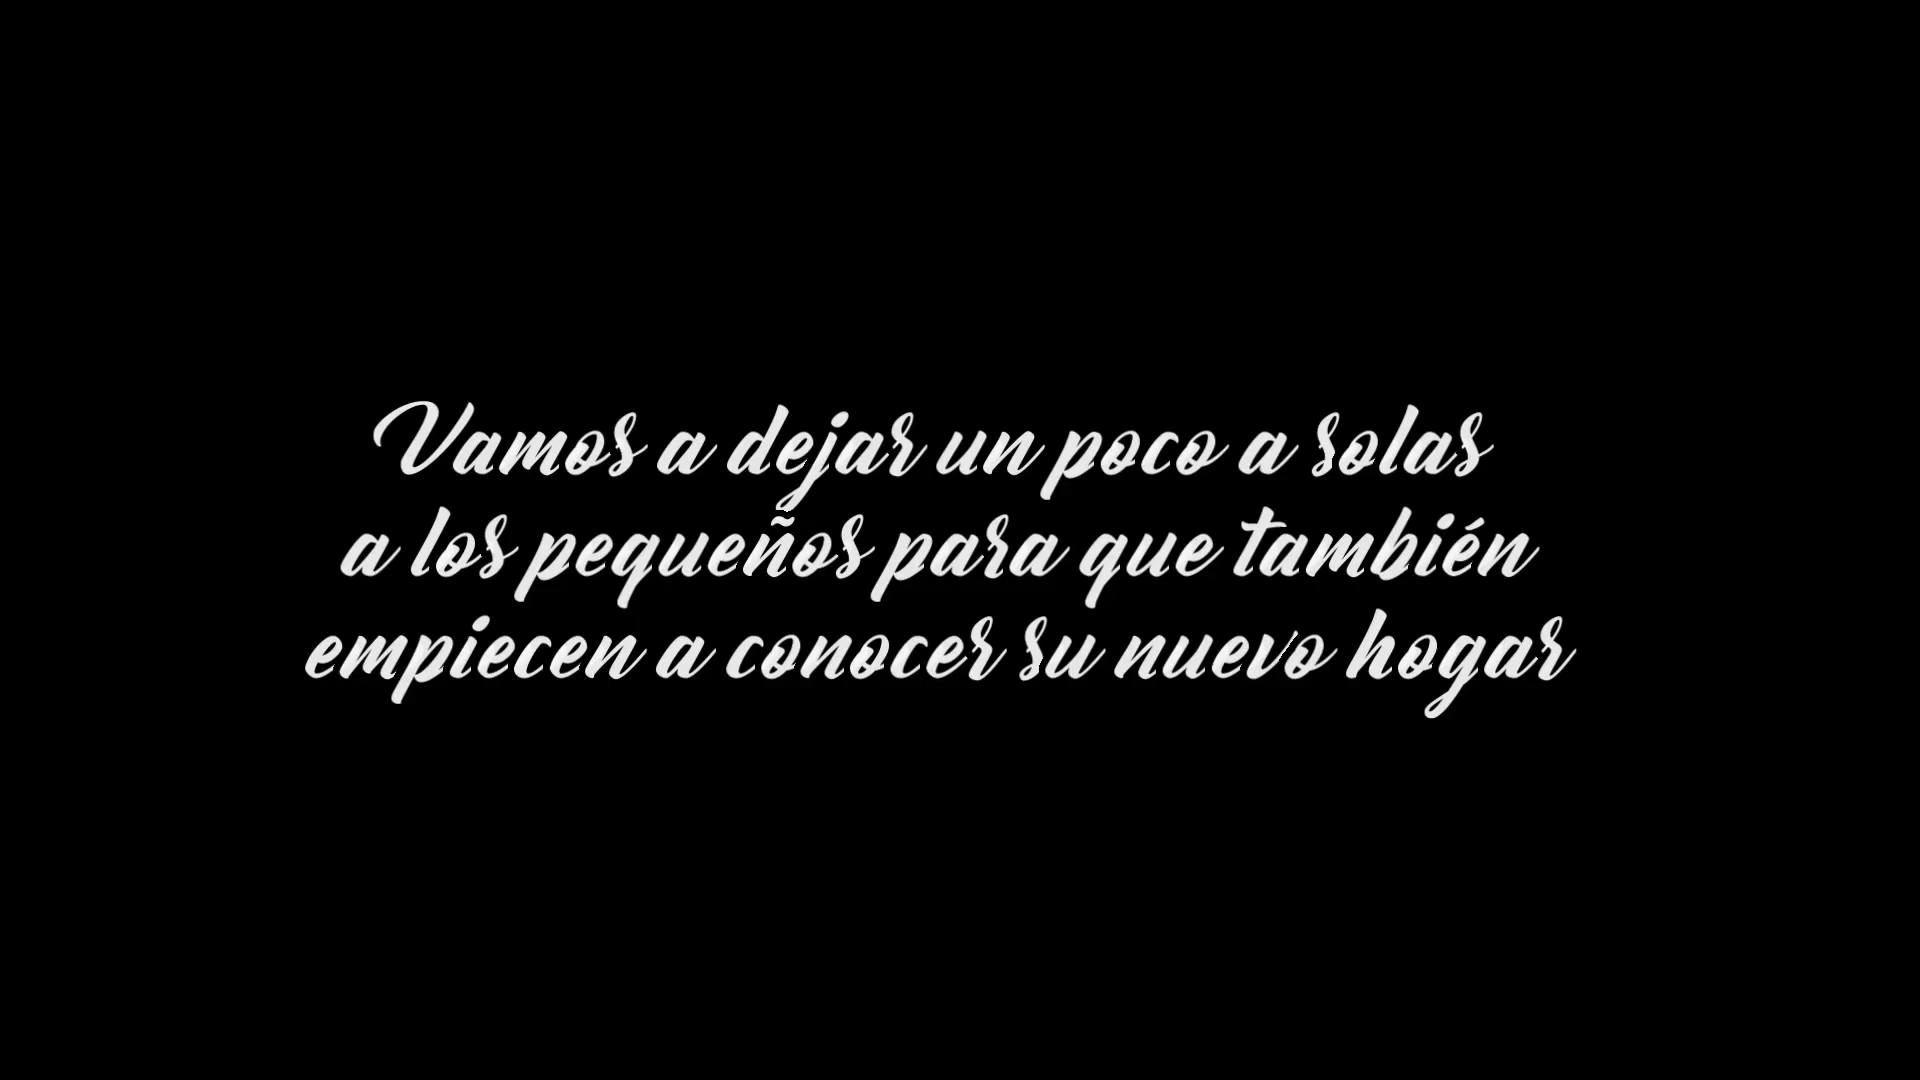 Vamos a dejar un poco a solas
a los pequeños para que también
empiecen a conocer su nuevo hogar